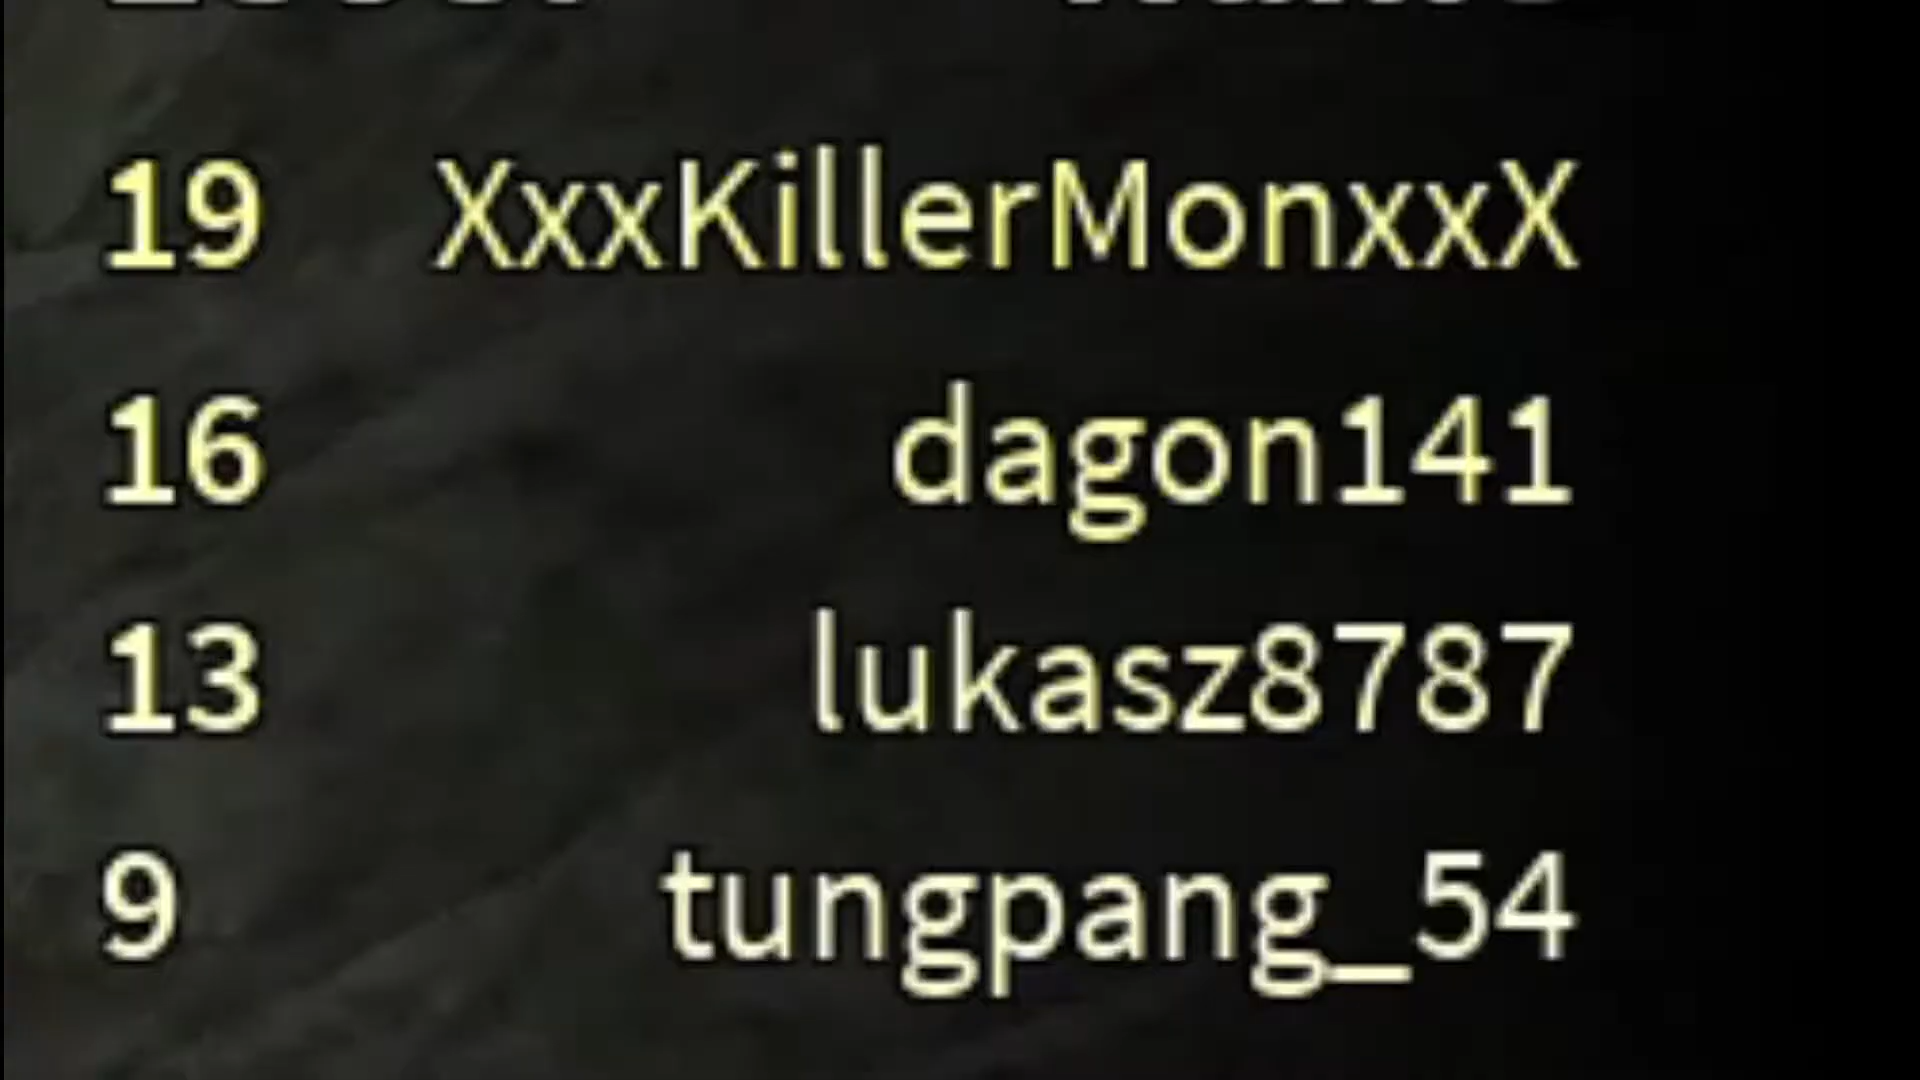 19 XxxKillerMonxxX
16 dagon141
13 lukasz8787
9 tungpang_54